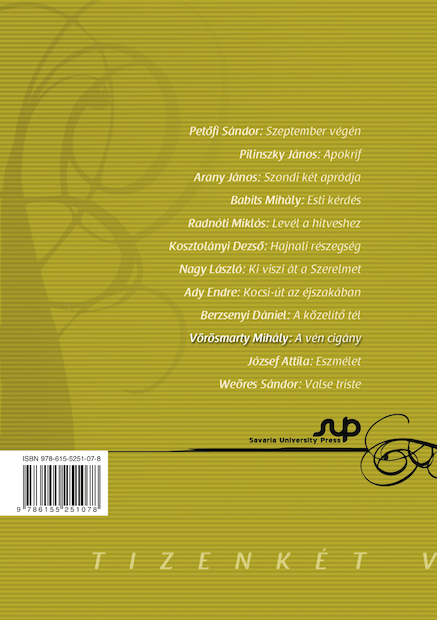 Petőfi Sándor: Szeptember végén
Pilinszky János: Apokrif
Arany János: Szondi két apródja
Babits Mihály: Esti kérdés
Radnóti Miklós: Levél a hitveshez
Kosztolányi Dezső: Hajnali részegség
Nagy László: Ki viszi át a Szerelmet
Ady Endre: Kocsi-út az éjszakában
Berzsenyi Dániel: A közelítő tél
Vörösmarty Mihály: A vén cigány
József Attila: Eszmélet
Weöres Sándor: Valse triste
sup
Savaria University Press
ISBN 978-615-5251-07-8
9 786155 251078
TIZENKÉT V